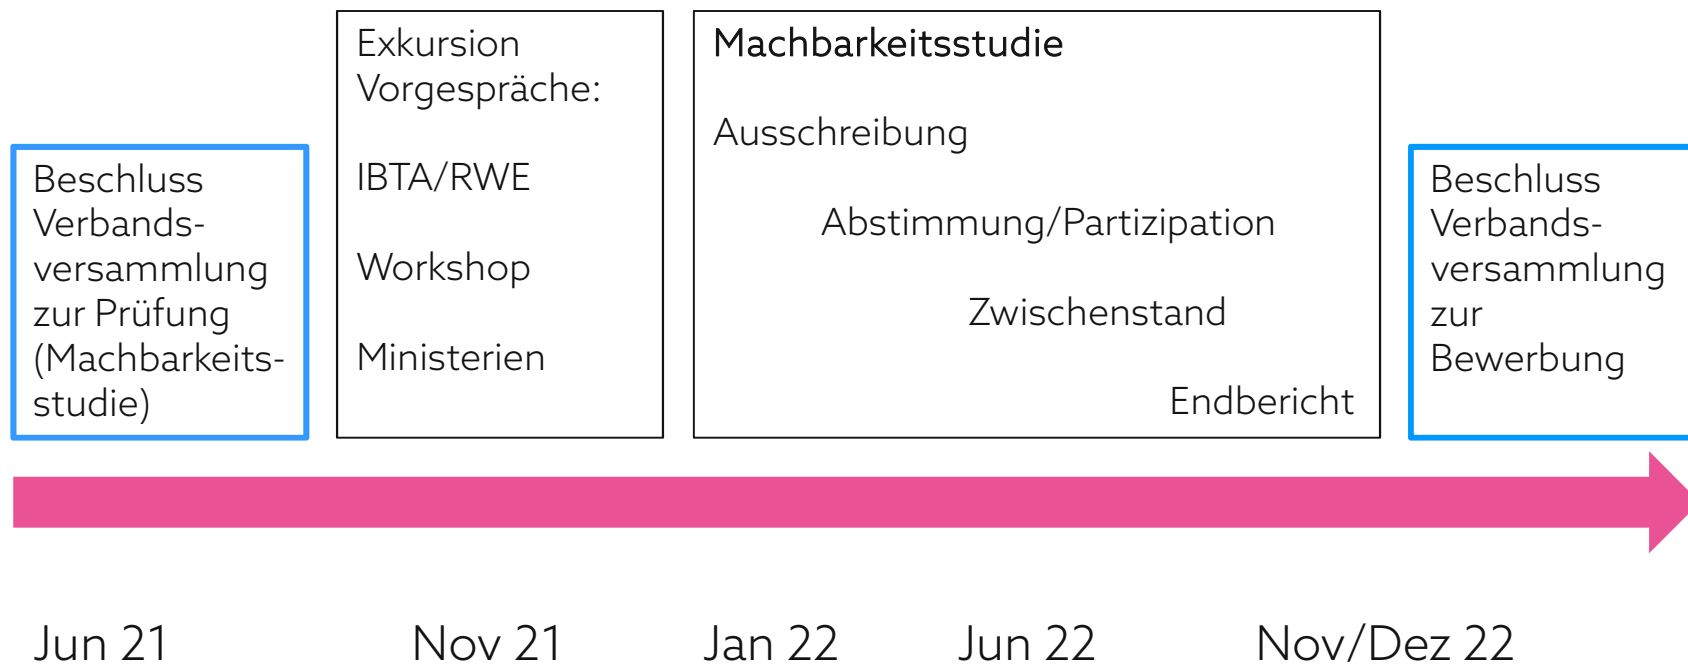 Beschluss
Verbands-
versammlung
zur Prüfung
(Machbarkeits-
studie)
Exkursion
Vorgespräche:
IBTA/RWE
Workshop
Ministerien
Machbarkeitsstudie
Ausschreibung
Abstimmung/Partizipation
Zwischenstand
Endbericht
Beschluss
Verbands-
versammlung
zur
Bewerbung
Jun 21
Nov 21
Jan 22
Jun 22
Nov/Dez 22